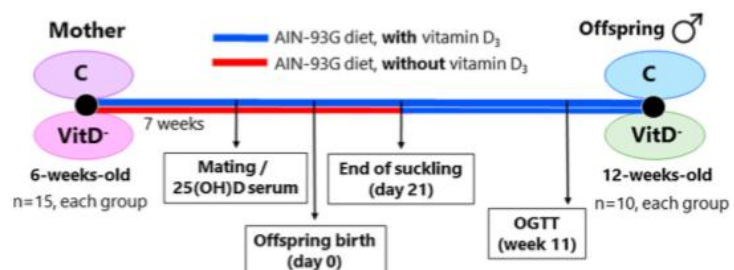 Mother
AIN-93G diet, with vitamin D₃
AIN-93G diet, without vitamin D₃
Offspring ♂
C
VitD⁻
6-weeks-old
n=15, each group
7 weeks
Mating /
25(OH)D serum
Offspring birth
(day 0)
End of suckling
(day 21)
OGTT
(week 11)
C
VitD⁻
12-weeks-old
n=10, each group